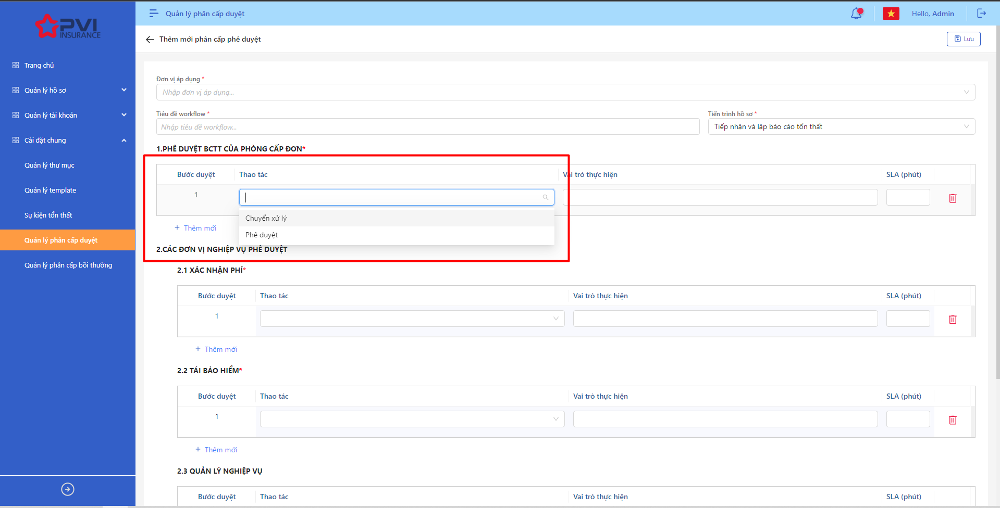 PVI
INSURANCE
Quản lý phân cấp duyệt
Hello, Admin
Thêm mới phân cấp phê duyệt
Lưu
Trang chủ
Quản lý hồ sơ
Quản lý tài khoản
Cài đặt chung
Quản lý thư mục
Quản lý template
Sự kiện tổn thất
Quản lý phân cấp duyệt
Quản lý phân cấp bồi thường
Đơn vị áp dụng *
Nhập đơn vị áp dụng...
Tiêu đề workflow *
Tiến trình hồ sơ *
Nhập tiêu đề workflow...
Tiếp nhận và lập báo cáo tổn thất
1.PHÊ DUYỆT BCTT CỦA PHÒNG CẤP ĐƠN*
Bước duyệt Thao tác Vai trò thực hiện SLA (phút)
1
Chuyển xử lý
Phê duyệt
+ Thêm mới
2.CÁC ĐƠN VỊ NGHIỆP VỤ PHÊ DUYỆT
2.1 XÁC NHẬN PHÍ*
Bước duyệt Thao tác Vai trò thực hiện SLA (phút)
1
+ Thêm mới
2.2 TÁI BẢO HIỂM*
Bước duyệt Thao tác Vai trò thực hiện SLA (phút)
1
+ Thêm mới
2.3 QUẢN LÝ NGHIỆP VỤ
Bước duyệt Thao tác Vai trò thực hiện SLA (phút)